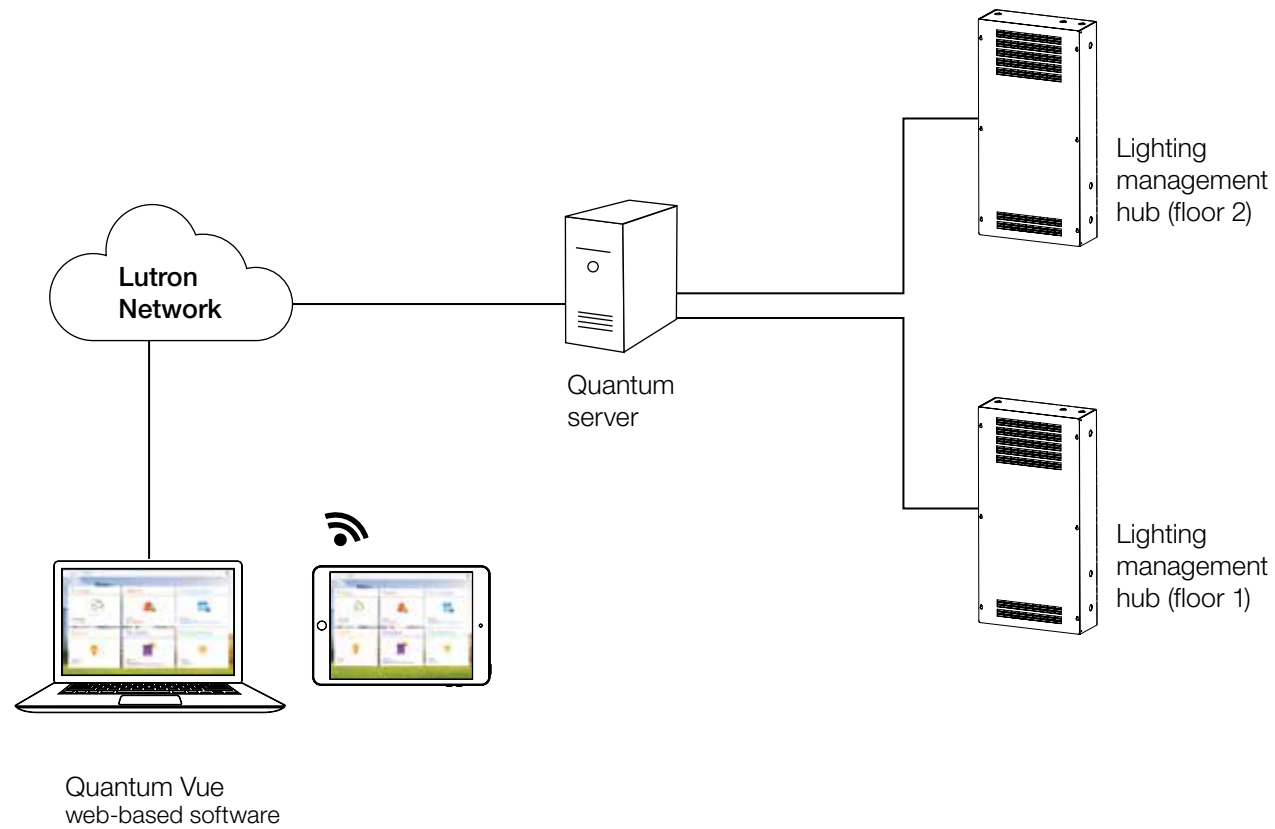 Lighting
management
hub (floor 2)
Lutron
Network
Quantum
server
Lighting
management
hub (floor 1)
Quantum Vue
web-based software